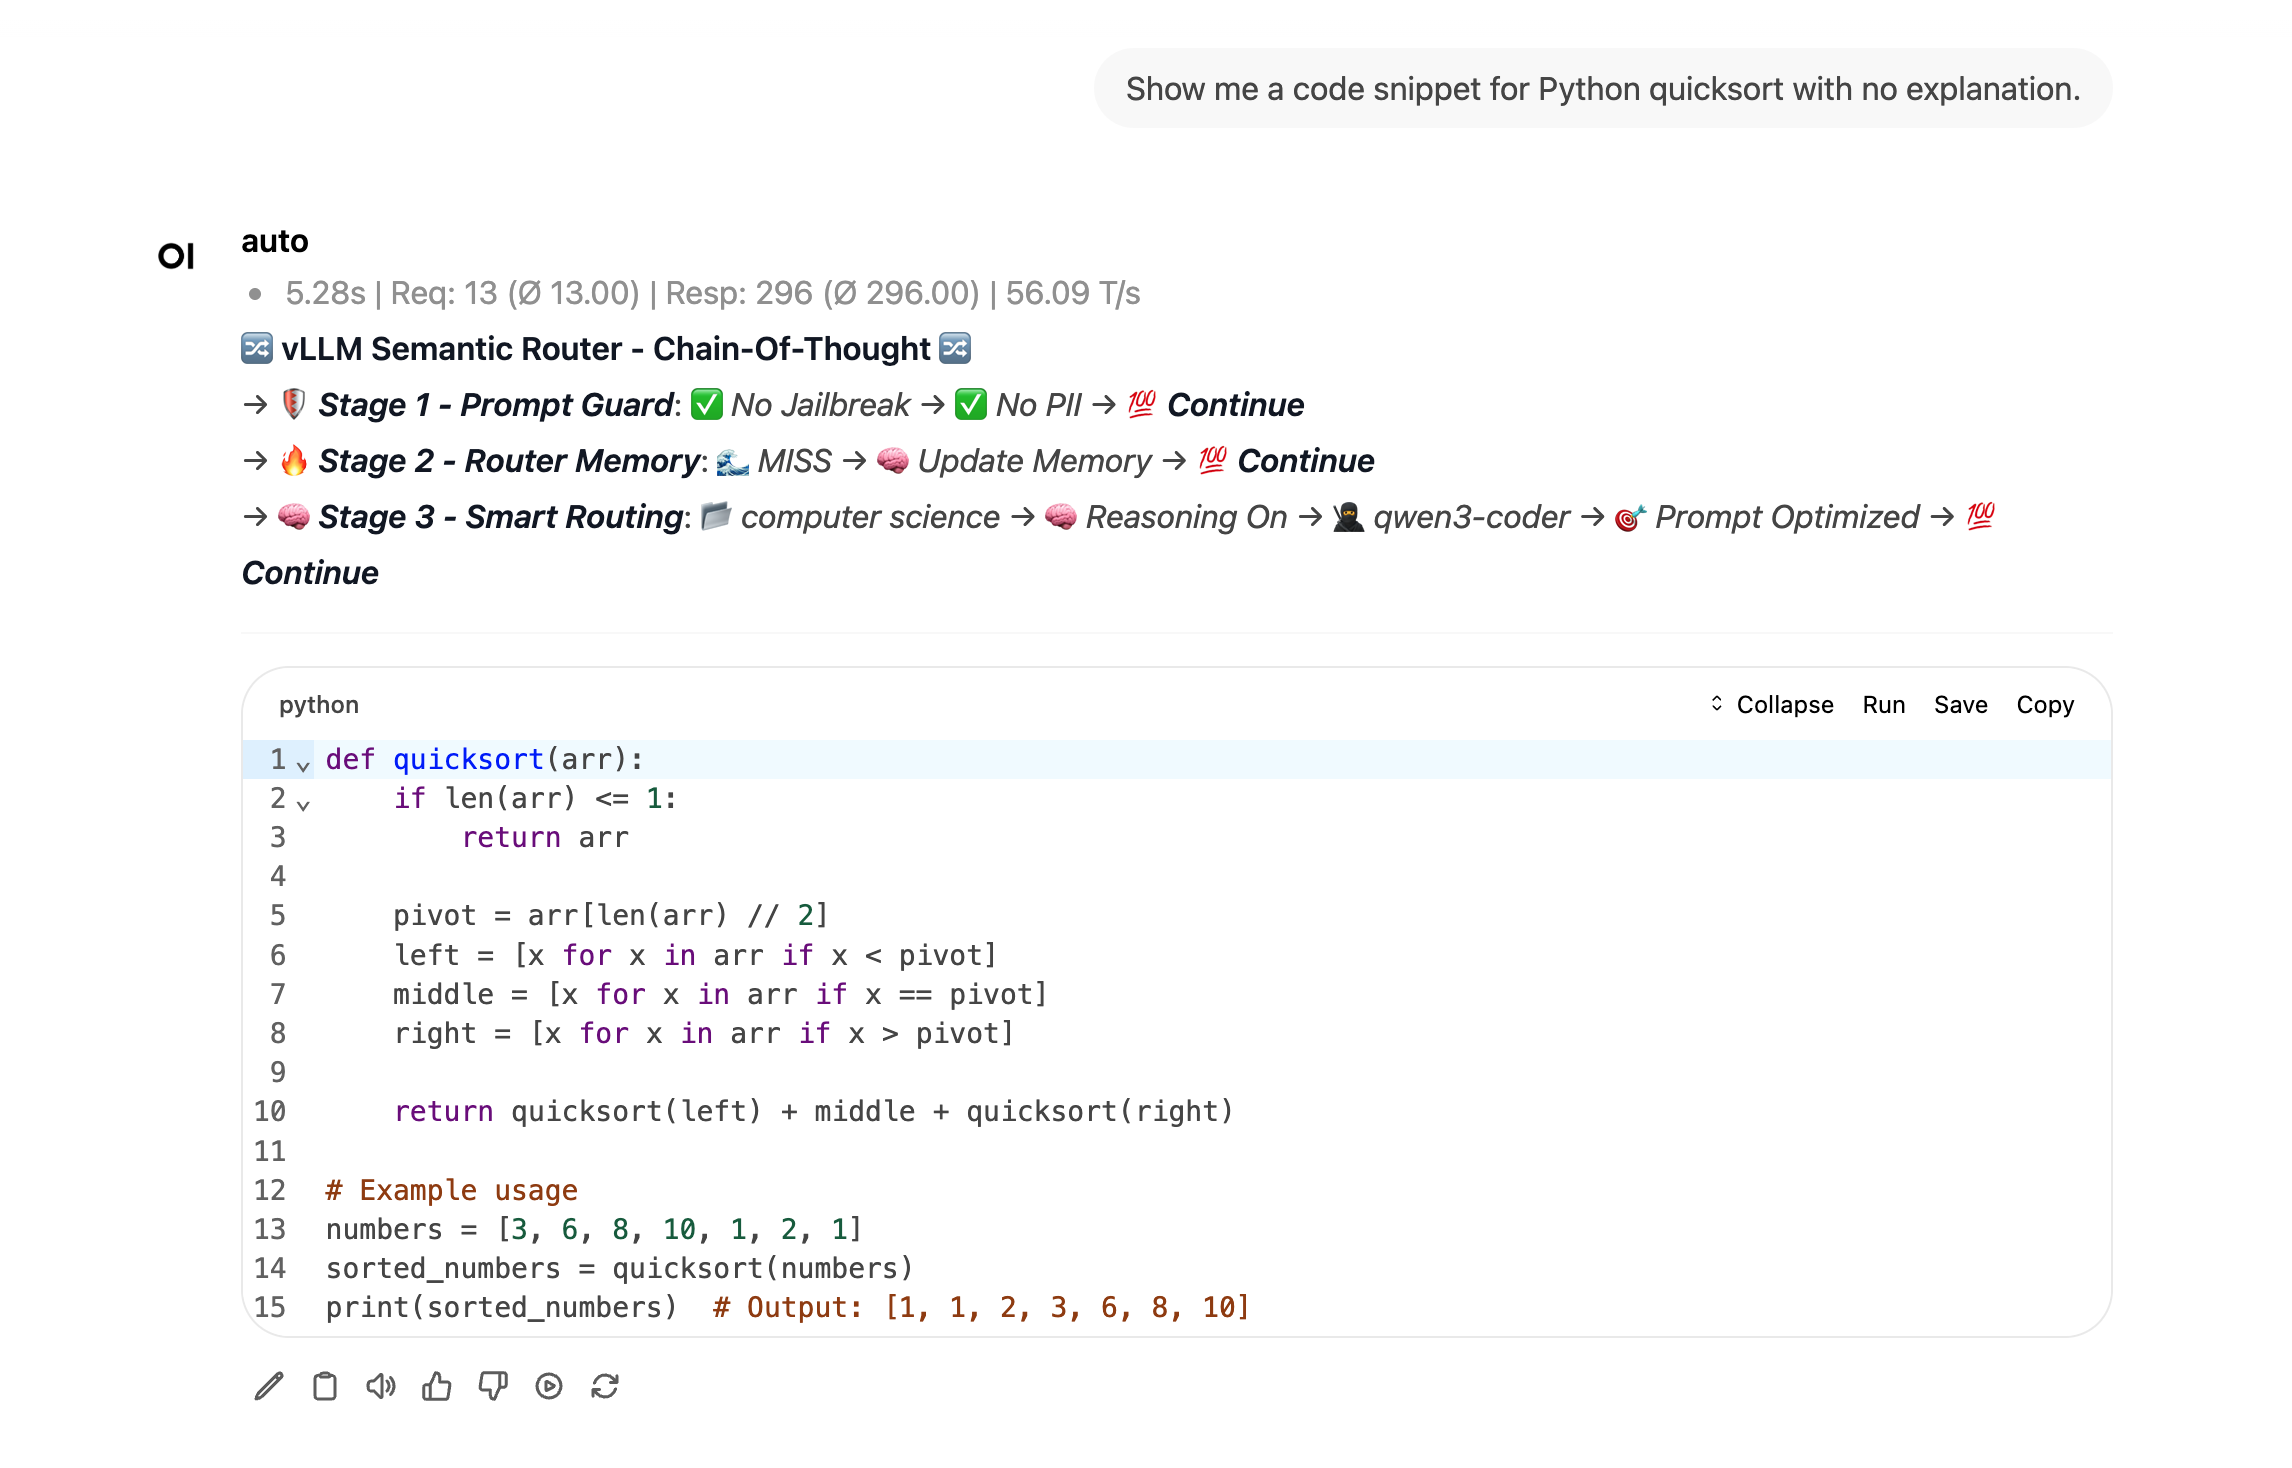 Show me a code snippet for Python quicksort with no explanation.
OI
auto
• 5.28s | Req: 13 (Ø 13.00) | Resp: 296 (Ø 296.00) | 56.09 T/s
🔀 vLLM Semantic Router - Chain-Of-Thought 🔀
→ 🛡️ Stage 1 - Prompt Guard: ✅ No Jailbreak → ✅ No PII → 💯 Continue
→ 🔥 Stage 2 - Router Memory: 🌊 MISS → 🧠 Update Memory → 💯 Continue
→ 🧠 Stage 3 - Smart Routing: 📂 computer science → 🧠 Reasoning On → 🥷 qwen3-coder → 🎯 Prompt Optimized → 💯
Continue
python Collapse Run Save Copy
1 def quicksort(arr):
2     if len(arr) <= 1:
3         return arr
4
5     pivot = arr[len(arr) // 2]
6     left = [x for x in arr if x < pivot]
7     middle = [x for x in arr if x == pivot]
8     right = [x for x in arr if x > pivot]
9
10     return quicksort(left) + middle + quicksort(right)
11
12 # Example usage
13 numbers = [3, 6, 8, 10, 1, 2, 1]
14 sorted_numbers = quicksort(numbers)
15 print(sorted_numbers)  # Output: [1, 1, 2, 3, 6, 8, 10]